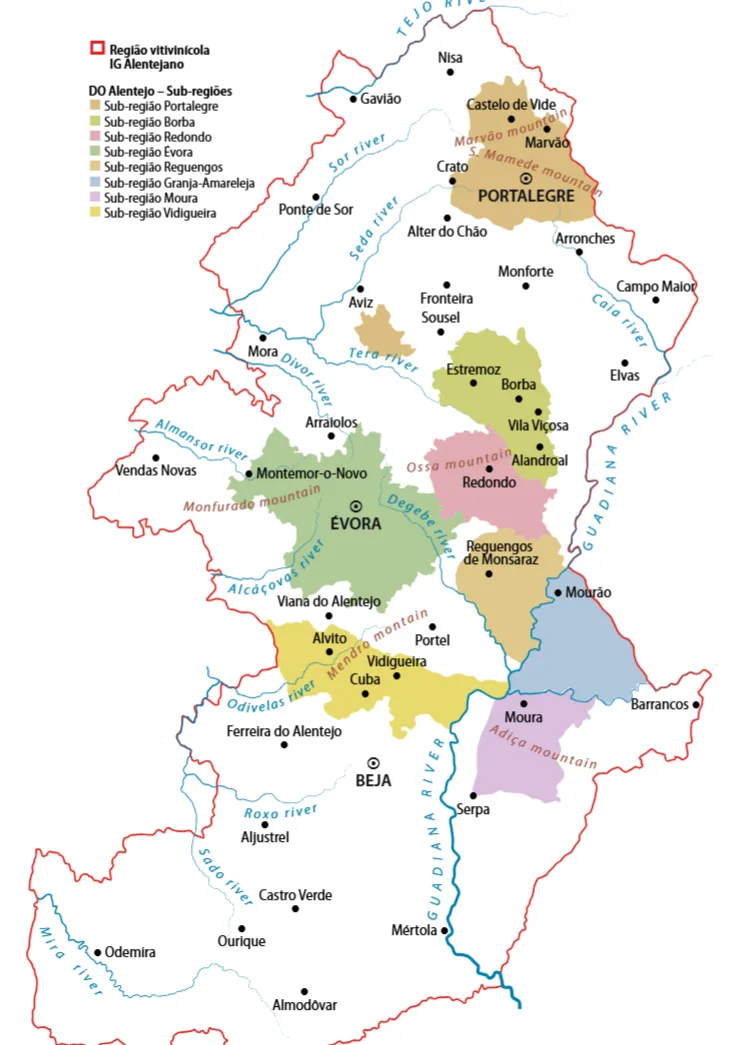 TEJO RIVER
Região vitivinícola
IG Alentejano
DO Alentejo – Sub-regiões
Sub-região Portalegre
Sub-região Borba
Sub-região Redondo
Sub-região Évora
Sub-região Reguengos
Sub-região Granja-Amareleja
Sub-região Moura
Sub-região Vidigueira
Nisa
Gavião
Castelo de Vide
Marvão mountain
Marvão
Sor river
S. Mamede mountain
Crato
PORTALEGRE
Ponte de Sor
Seda river
Alter do Chão
Arronches
Monforte
Campo Maior
Aviz
Fronteira
Caia river
Sousel
Mora
Tera river
Divor river
Estremoz
Elvas
Borba
GUADIANA RIVER
Vila Viçosa
Arraiolos
Almansor river
Alandroal
Ossa mountain
Vendas Novas
Montemor-o-Novo
Redondo
Monfurado mountain
Degebe river
ÉVORA
Reguengos
de Monsaraz
Alcáçovas river
Mourão
Viana do Alentejo
Mendro montain
Alvito
Portel
Vidigueira
Cuba
Odivelas river
Barrancos
Moura
Ferreira do Alentejo
Adiça mountain
BEJA
GUADIANA RIVER
Roxo river
Serpa
Aljustrel
Sado river
Castro Verde
Mértola
Ourique
Mira river
Odemira
Almodôvar